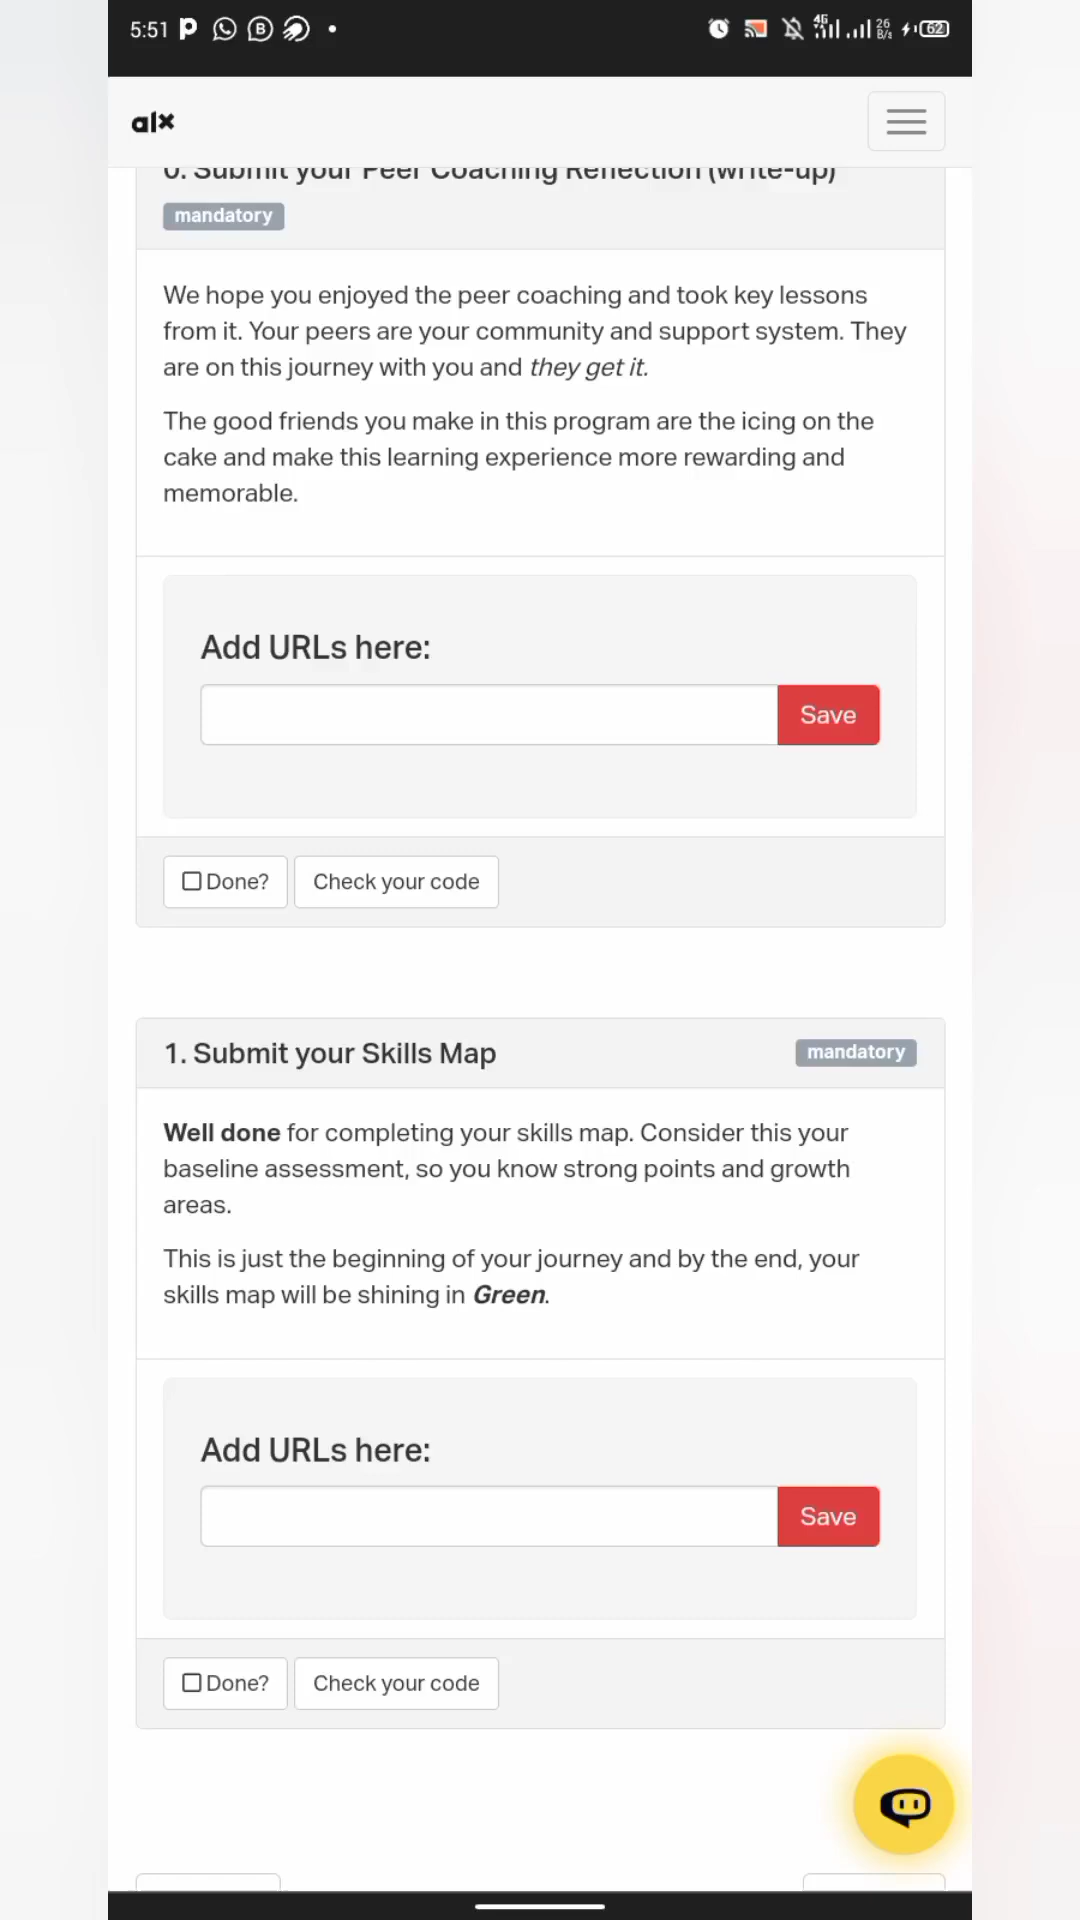 5:51
4G
26
B/s
62
alx
0. Submit your Peer Coaching Reflection (write-up)
mandatory
We hope you enjoyed the peer coaching and took key lessons
from it. Your peers are your community and support system. They
are on this journey with you and they get it.
The good friends you make in this program are the icing on the
cake and make this learning experience more rewarding and
memorable.
Add URLs here:
Save
Done?
Check your code
1. Submit your Skills Map
mandatory
Well done for completing your skills map. Consider this your
baseline assessment, so you know strong points and growth
areas.
This is just the beginning of your journey and by the end, your
skills map will be shining in Green.
Add URLs here:
Save
Done?
Check your code